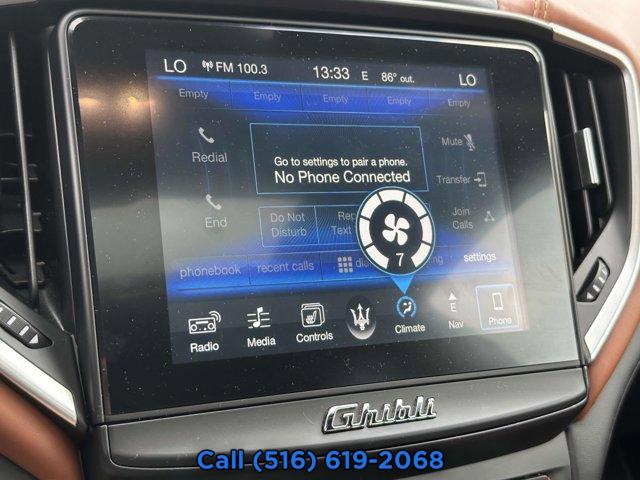 LO FM 100.3 13:33 E 86° out. LO
Empty Empty Empty Empty Empty
Redial
Go to settings to pair a phone.
No Phone Connected
Mute
Transfer
End
Do Not
Disturb
Text
Join
Calls
phonebook recent calls settings
7
Radio Media Controls Climate E Nav Phone
Ghibli
Call (516) 619-2068